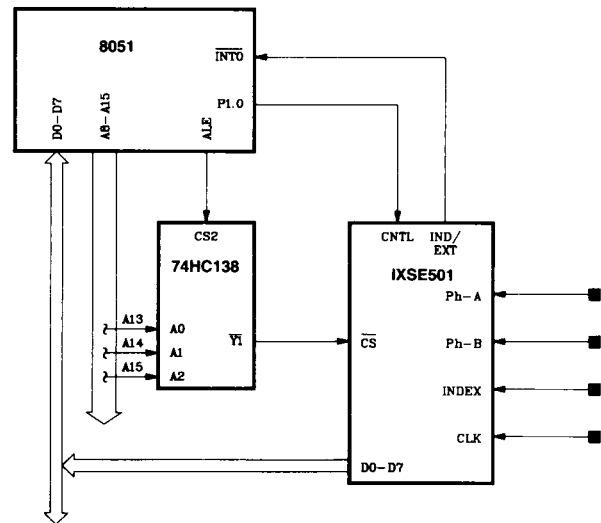 8051
INT0
P1.0
D0-D7
A8-A15
ALE
CS2
74HC138
A13
A0
A14
A1
A15
A2
Y1
CNTL
IND/
EXT
IXSE501
Ph-A
CS
Ph-B
INDEX
CLK
D0-D7